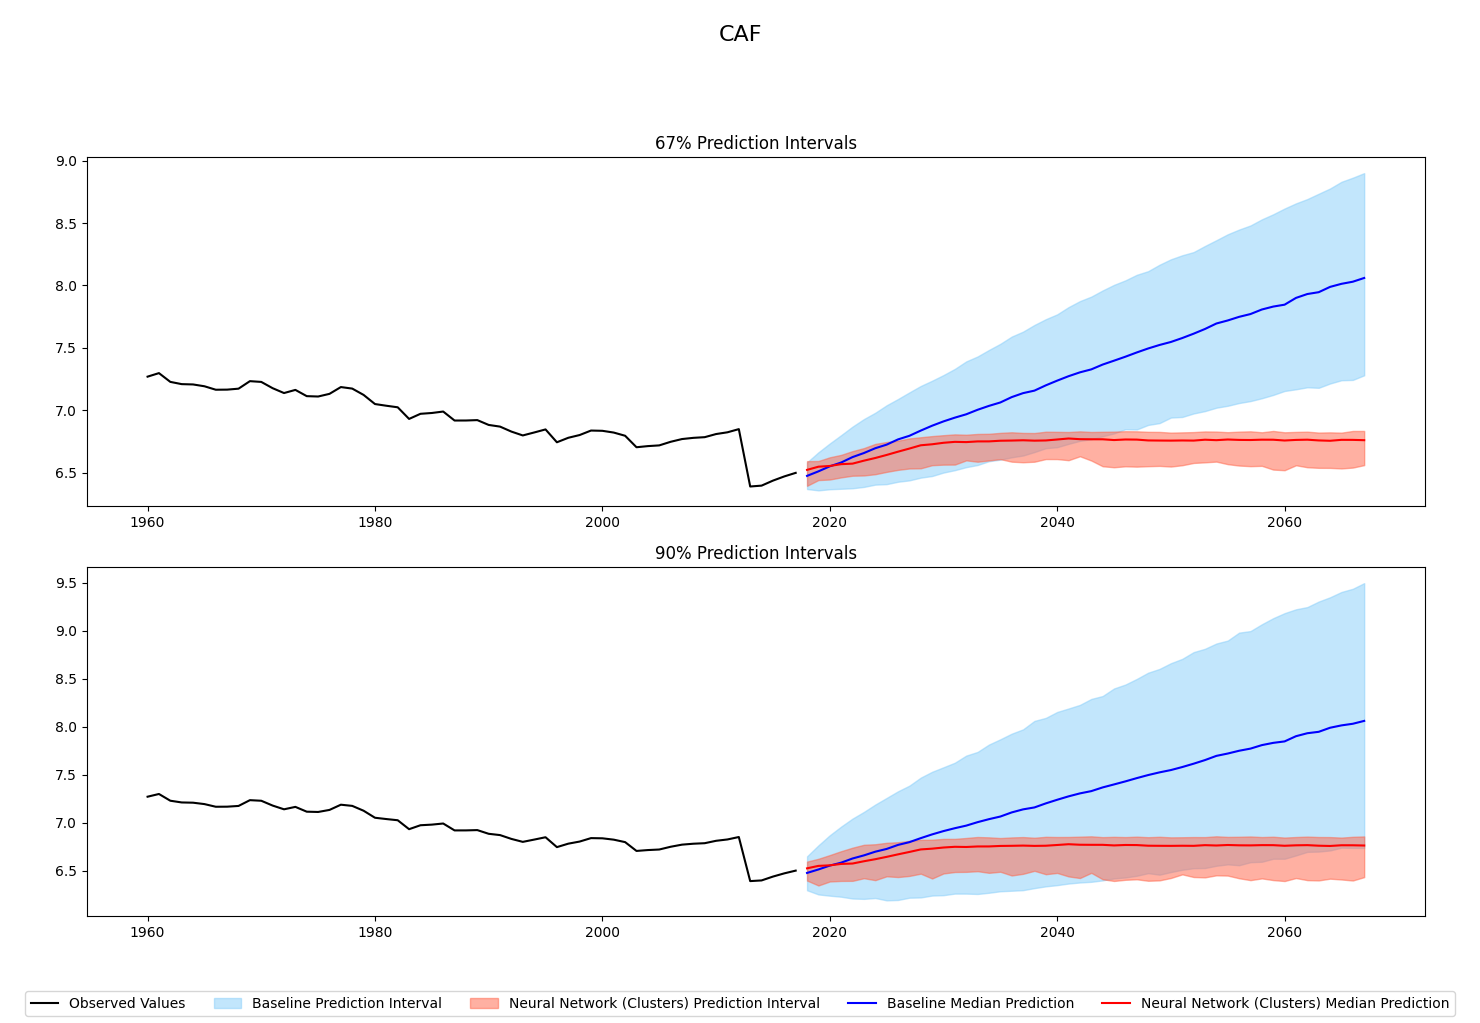 CAF
67% Prediction Intervals
9.0
8.5
8.0
7.5
7.0
6.5
1960 1980 2000 2020 2040 2060
90% Prediction Intervals
9.5
9.0
8.5
8.0
7.5
7.0
6.5
1960 1980 2000 2020 2040 2060
Observed Values Baseline Prediction Interval Neural Network (Clusters) Prediction Interval Baseline Median Prediction Neural Network (Clusters) Median Prediction